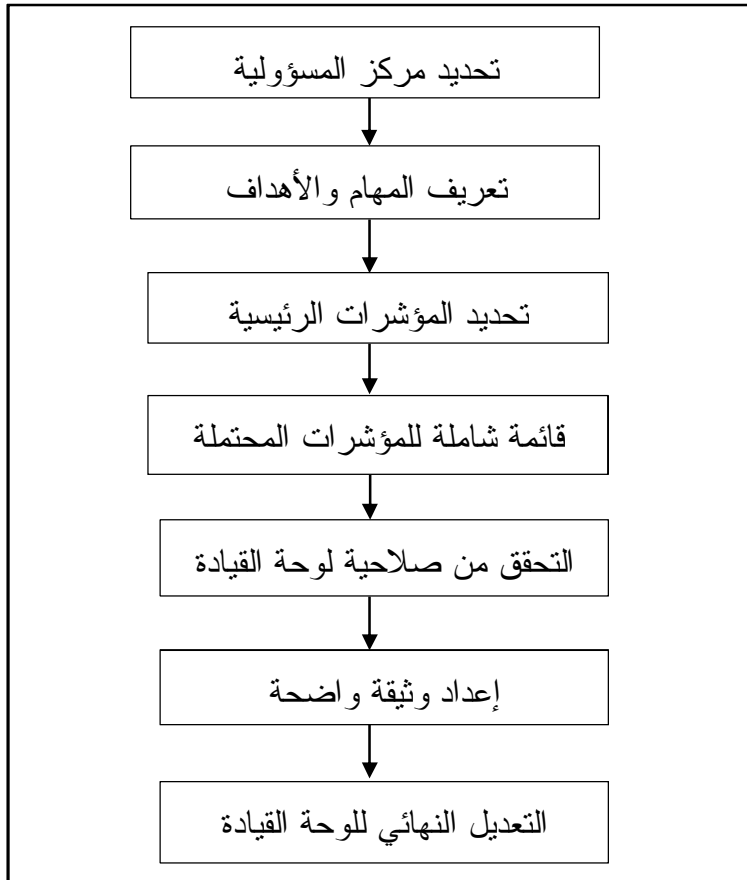 تحديد مركز المسؤولية
تعريف المهام والأهداف
تحديد المؤشرات الرئيسية
قائمة شاملة للمؤشرات المحتملة
التحقق من صلاحية لوحة القيادة
إعداد وثيقة واضحة
التعديل النهائي للوحة القيادة